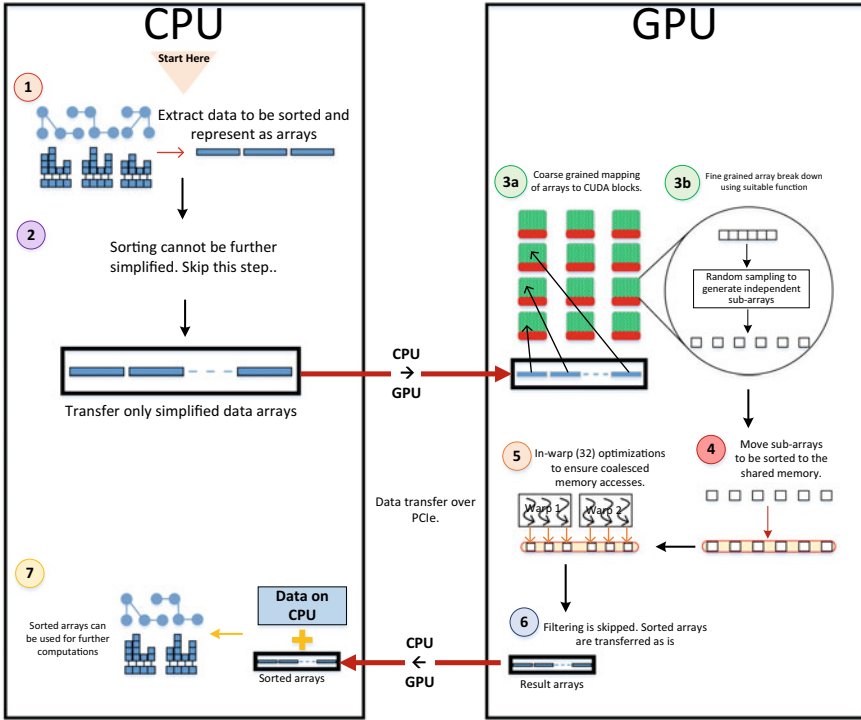 CPU
Start Here
1
Extract data to be sorted and
represent as arrays
2
Sorting cannot be further
simplified. Skip this step..
Transfer only simplified data arrays
CPU
→
GPU
GPU
3a
Coarse grained mapping
of arrays to CUDA blocks.
3b
Fine grained array break down
using suitable function
Random sampling to
generate independent
sub-arrays
4
Move sub-arrays
to be sorted to the
shared memory.
5
In-warp (32) optimizations
to ensure coalesced
memory accesses.
Warp 1
Warp 2
Data transfer over
PCIe.
6
Filtering is skipped. Sorted arrays
are transferred as is
Result arrays
CPU
←
GPU
7
Sorted arrays can
be used for further
computations
Data on
CPU
Sorted arrays